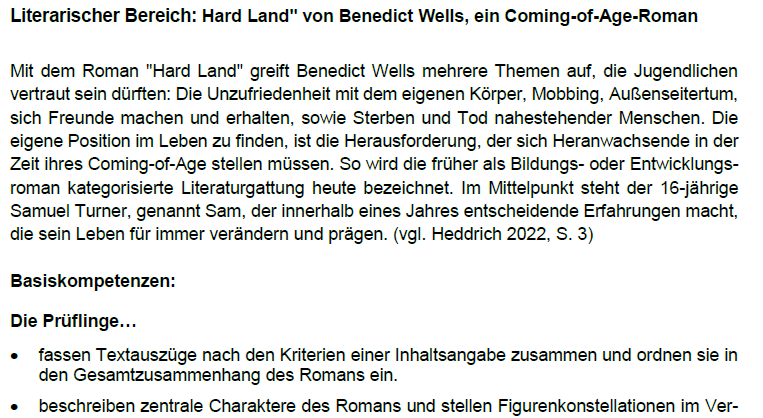 Literarischer Bereich: Hard Land" von Benedict Wells, ein Coming-of-Age-Roman
Mit dem Roman "Hard Land" greift Benedict Wells mehrere Themen auf, die Jugendlichen
vertraut sein dürften: Die Unzufriedenheit mit dem eigenen Körper, Mobbing, Außenseitertum,
sich Freunde machen und erhalten, sowie Sterben und Tod nahestehender Menschen. Die
eigene Position im Leben zu finden, ist die Herausforderung, der sich Heranwachsende in der
Zeit ihres Coming-of-Age stellen müssen. So wird die früher als Bildungs- oder Entwicklungs-
roman kategorisierte Literaturgattung heute bezeichnet. Im Mittelpunkt steht der 16-jährige
Samuel Turner, genannt Sam, der innerhalb eines Jahres entscheidende Erfahrungen macht,
die sein Leben für immer verändern und prägen. (vgl. Heddrich 2022, S. 3)
Basiskompetenzen:
Die Prüflinge…
• fassen Textauszüge nach den Kriterien einer Inhaltsangabe zusammen und ordnen sie in
den Gesamtzusammenhang des Romans ein.
• beschreiben zentrale Charaktere des Romans und stellen Figurenkonstellationen im Ver-